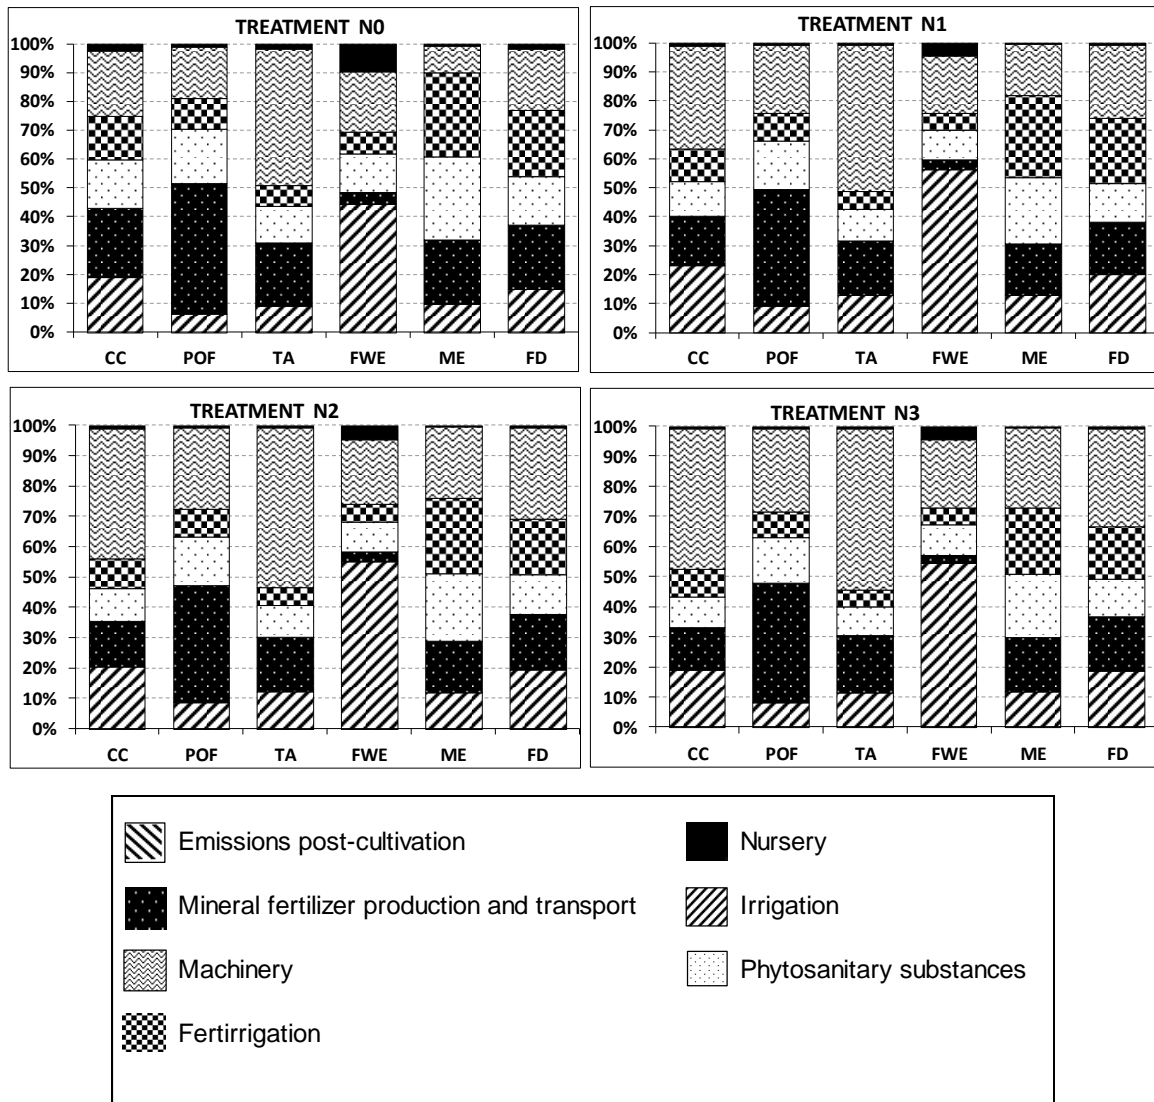 TREATMENT N0
100%
90%
80%
70%
60%
50%
40%
30%
20%
10%
0%
CC POF TA FWE ME FD
TREATMENT N1
100%
90%
80%
70%
60%
50%
40%
30%
20%
10%
0%
CC POF TA FWE ME FD
TREATMENT N2
100%
90%
80%
70%
60%
50%
40%
30%
20%
10%
0%
CC POF TA FWE ME FD
TREATMENT N3
100%
90%
80%
70%
60%
50%
40%
30%
20%
10%
0%
CC POF TA FWE ME FD
Emissions post-cultivation
Nursery
Mineral fertilizer production and transport
Irrigation
Machinery
Phytosanitary substances
Fertirrigation